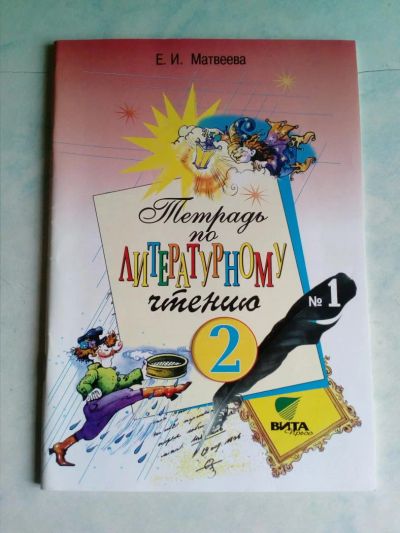 Е. И. Матвеева
Тетрадь
по
ЛИТЕРАТУРНОМУ
чтению
2
№ 1
ВИТА
Пресс